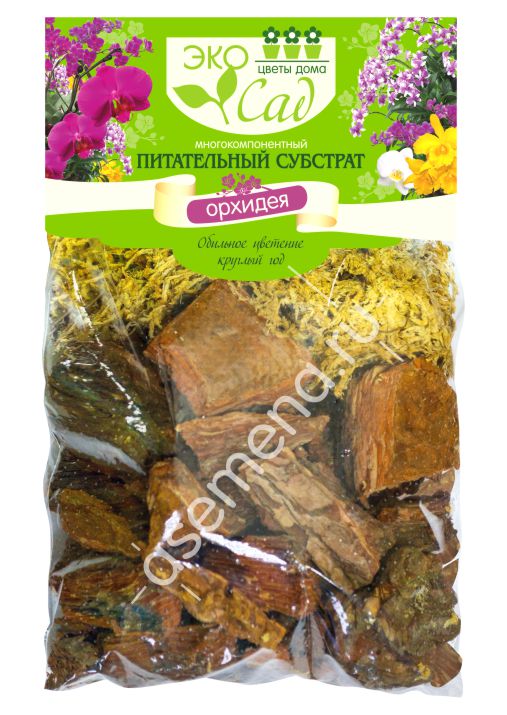 ЭКО
цветы дома
Сад
многокомпонентный
ПИТАТЕЛЬНЫЙ СУБСТРАТ
орхидея
Обильное цветение
круглый год
asemena.ru